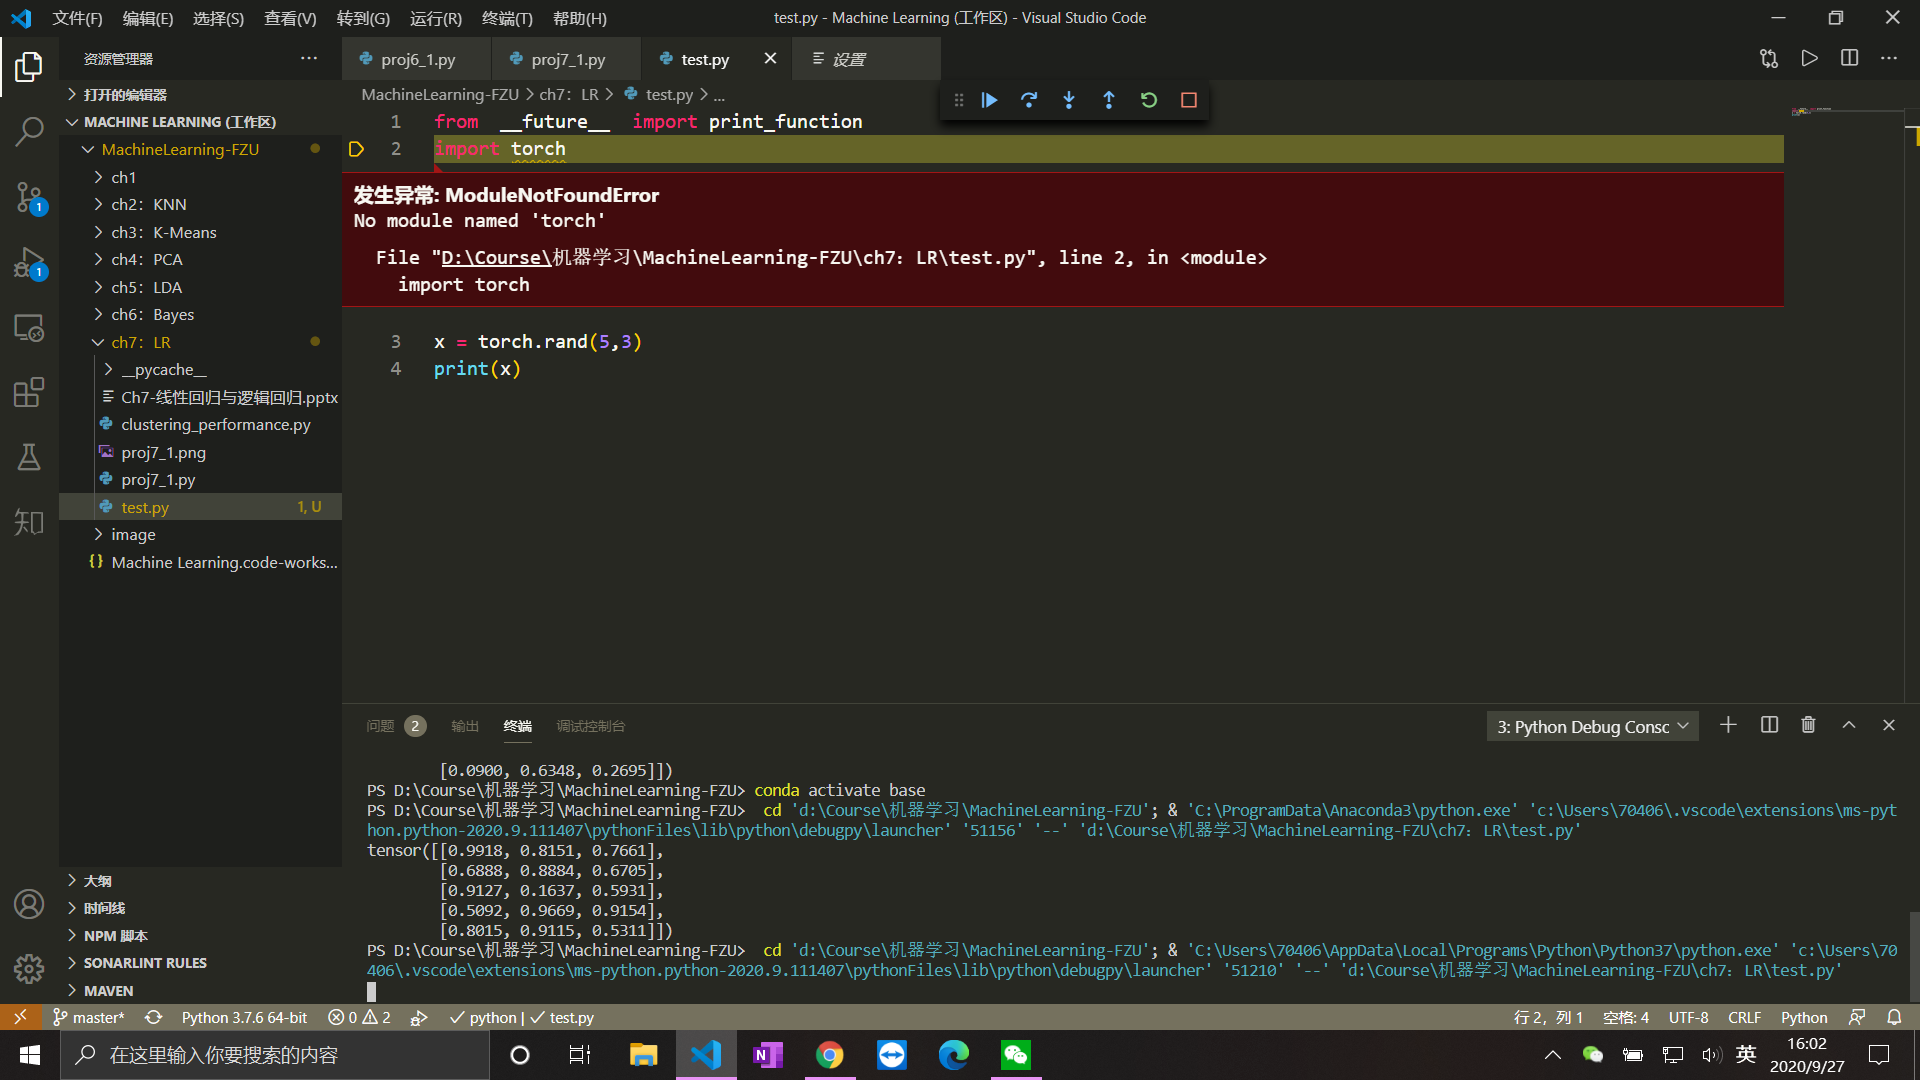 文件(F) 编辑(E) 选择(S) 查看(V) 转到(G) 运行(R) 终端(T) 帮助(H) test.py - Machine Learning (工作区) - Visual Studio Code
资源管理器
proj6_1.py proj7_1.py test.py 设置
打开的编辑器
MACHINE LEARNING (工作区)
MachineLearning-FZU
ch1
ch2：KNN
ch3：K-Means
ch4：PCA
ch5：LDA
ch6：Bayes
ch7：LR
__pycache__
Ch7-线性回归与逻辑回归.pptx
clustering_performance.py
proj7_1.png
proj7_1.py
test.py 1, U
image
{} Machine Learning.code-works...
大纲
时间线
NPM 脚本
SONARLINT RULES
MAVEN
1
1
知
MachineLearning-FZU > ch7：LR > test.py > ...
1 from __future__ import print_function
2 import torch
发生异常: ModuleNotFoundError
No module named 'torch'
File "D:\Course\机器学习\MachineLearning-FZU\ch7：LR\test.py", line 2, in <module>
import torch
3 x = torch.rand(5,3)
4 print(x)
问题 2 输出 终端 调试控制台 3: Python Debug Consc
[0.0900, 0.6348, 0.2695]])
PS D:\Course\机器学习\MachineLearning-FZU> conda activate base
PS D:\Course\机器学习\MachineLearning-FZU>  cd 'd:\Course\机器学习\MachineLearning-FZU'; & 'C:\ProgramData\Anaconda3\python.exe' 'c:\Users\70406\.vscode\extensions\ms-pyt
hon.python-2020.9.111407\pythonFiles\lib\python\debugpy\launcher' '51156' '--' 'd:\Course\机器学习\MachineLearning-FZU\ch7：LR\test.py'
tensor([[0.9918, 0.8151, 0.7661],
[0.6888, 0.8884, 0.6705],
[0.9127, 0.1637, 0.5931],
[0.5092, 0.9669, 0.9154],
[0.8015, 0.9115, 0.5311]])
PS D:\Course\机器学习\MachineLearning-FZU>  cd 'd:\Course\机器学习\MachineLearning-FZU'; & 'C:\Users\70406\AppData\Local\Programs\Python\Python37\python.exe' 'c:\Users\70
406\.vscode\extensions\ms-python.python-2020.9.111407\pythonFiles\lib\python\debugpy\launcher' '51210' '--' 'd:\Course\机器学习\MachineLearning-FZU\ch7：LR\test.py'
master* Python 3.7.6 64-bit 0 2 python | test.py 行 2，列 1 空格: 4 UTF-8 CRLF Python
在这里输入你要搜索的内容 N 英 16:02
2020/9/27